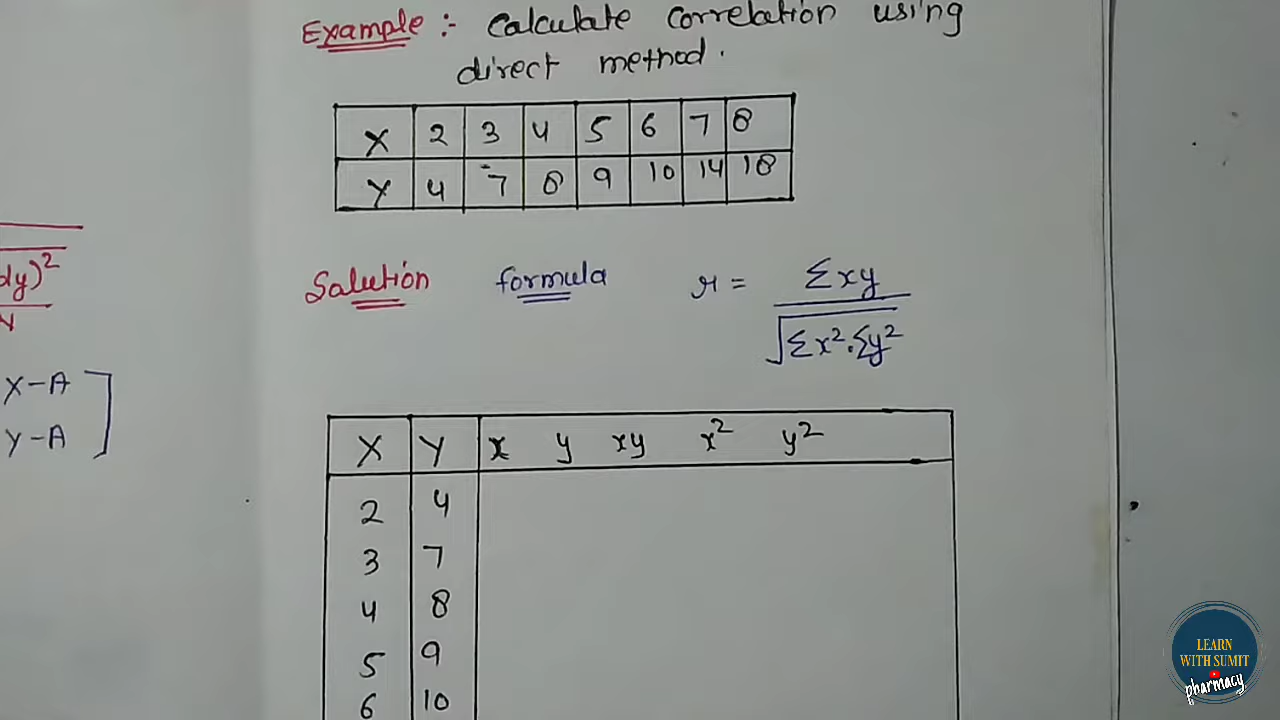 Example :- Calculate correlation using
direct method.
X 2 3 4 5 6 7 8
Y 4 7 8 9 10 14 18
Salution formula r = Σxy
√Σx².Σy²
dy)²
X-A
Y-A
X Y x y xy x² y²
2 4
3 7
4 8
5 9
6 10
LEARN
WITH SUMIT
pharmacy